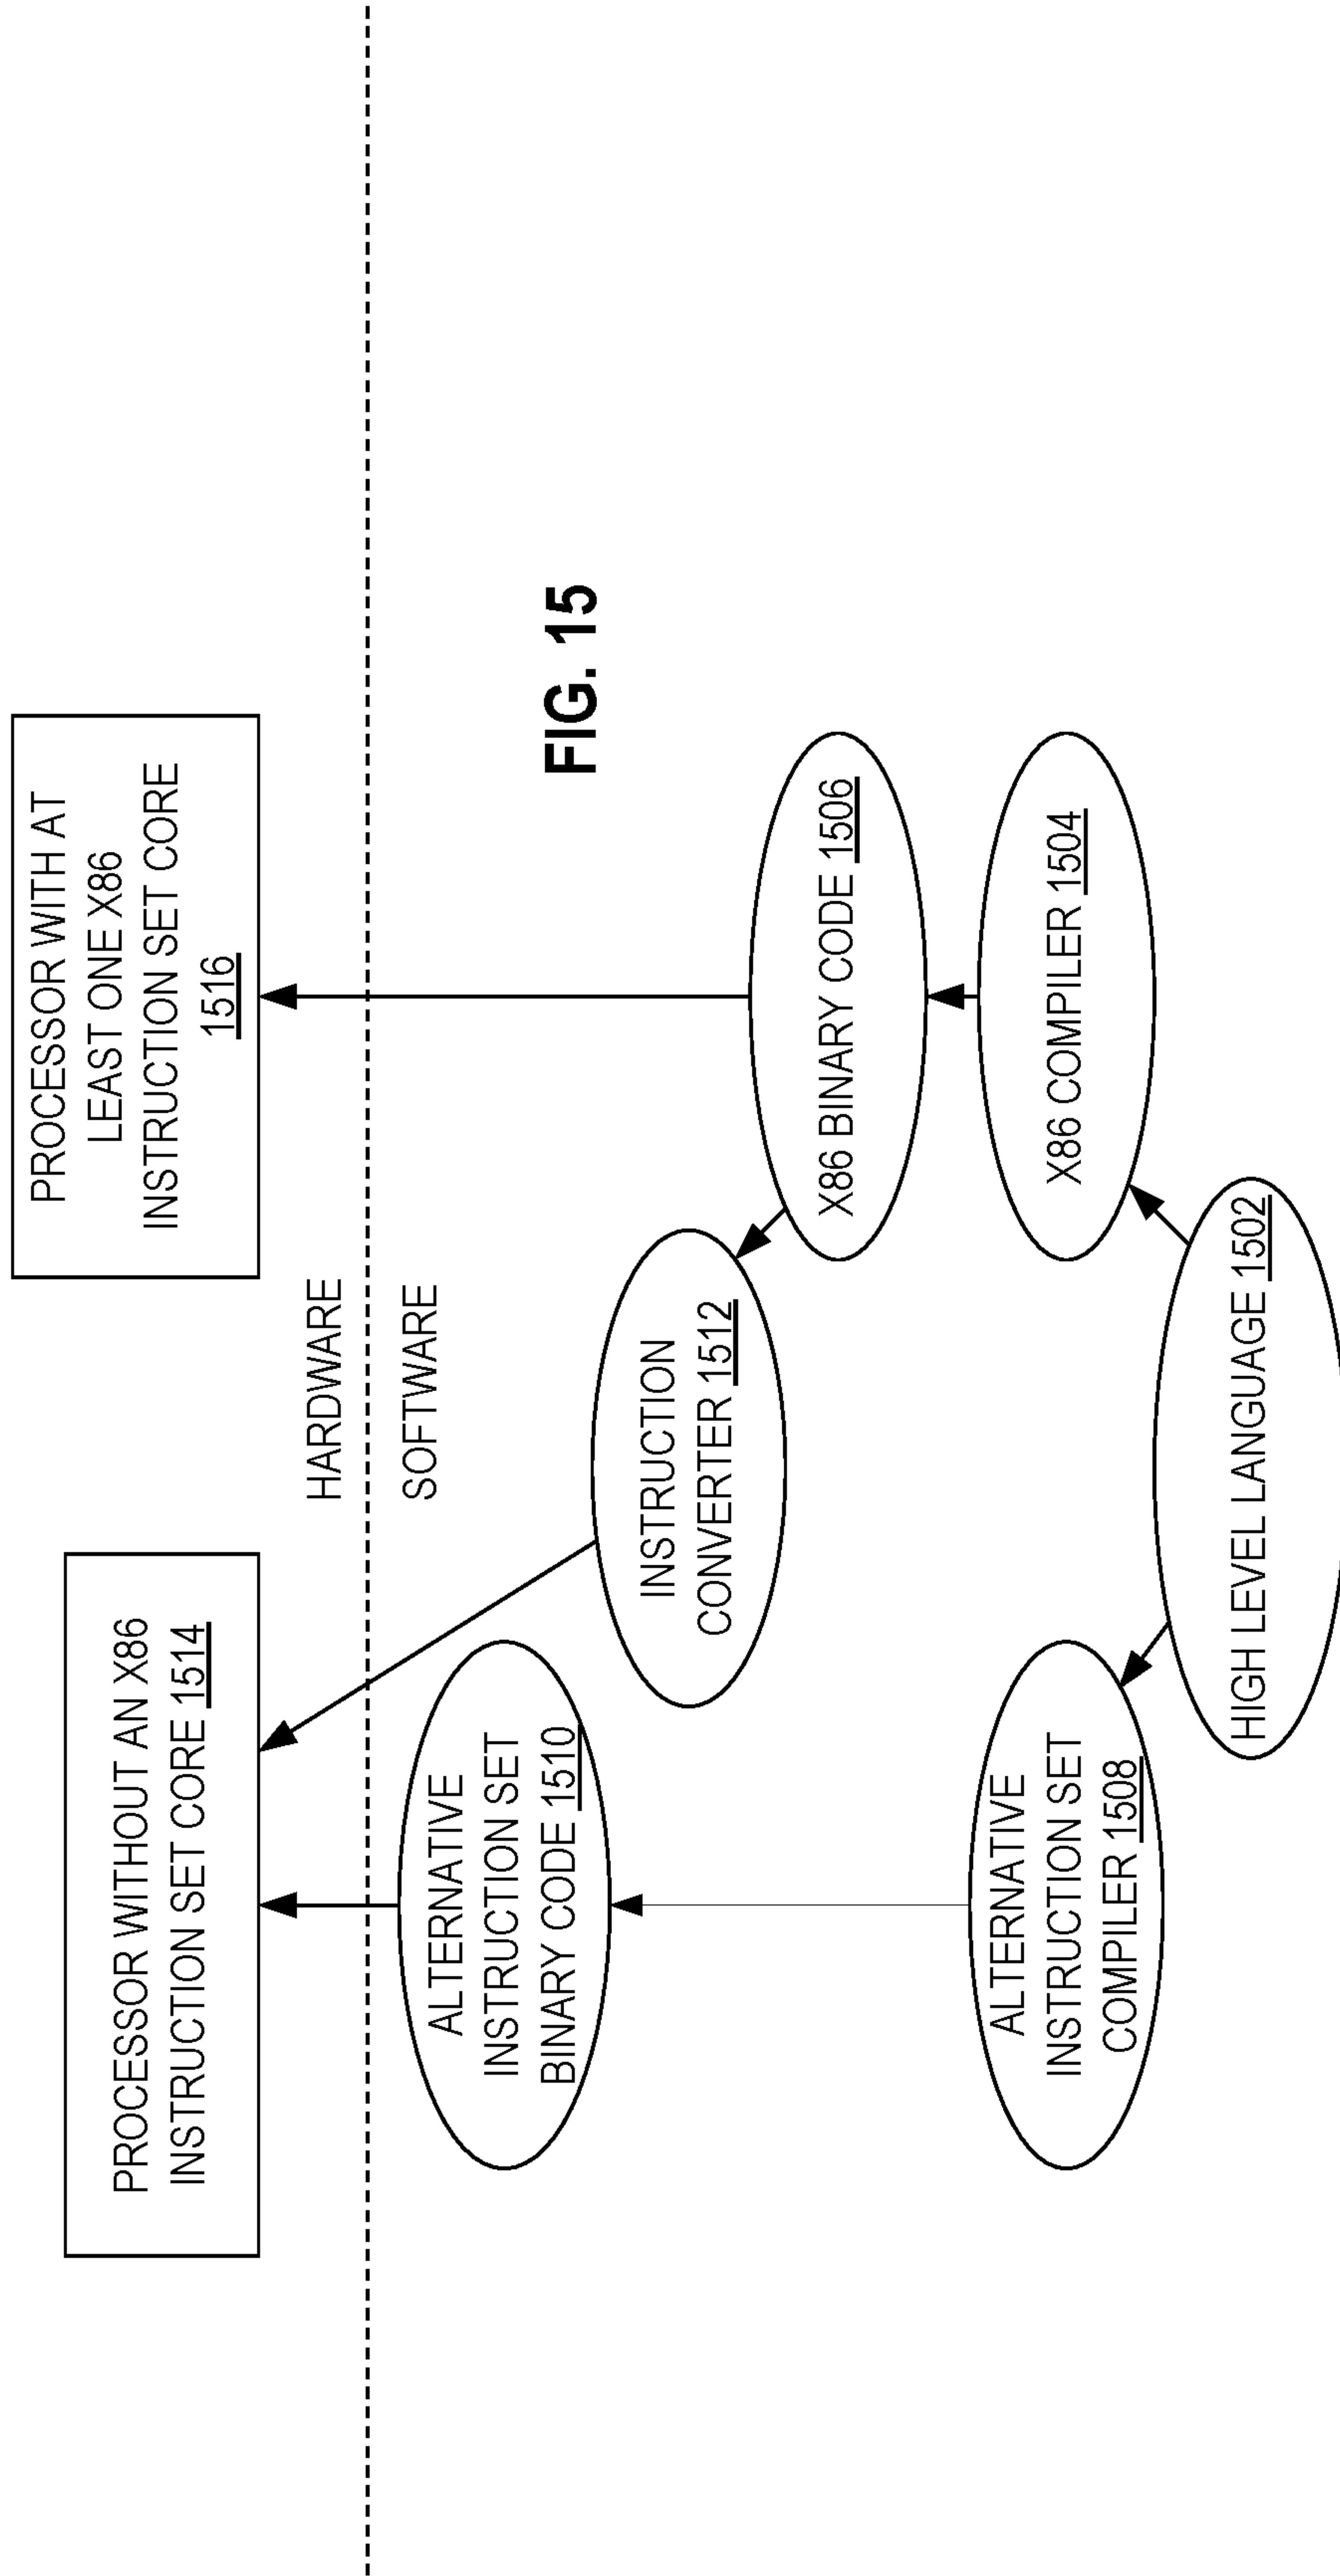 PROCESSOR WITHOUT AN X86
INSTRUCTION SET CORE 1514
PROCESSOR WITH AT
LEAST ONE X86
INSTRUCTION SET CORE
1516
HARDWARE
SOFTWARE
ALTERNATIVE
INSTRUCTION SET
BINARY CODE 1510
INSTRUCTION
CONVERTER 1512
FIG. 15
X86 BINARY CODE 1506
ALTERNATIVE
INSTRUCTION SET
COMPILER 1508
X86 COMPILER 1504
HIGH LEVEL LANGUAGE 1502